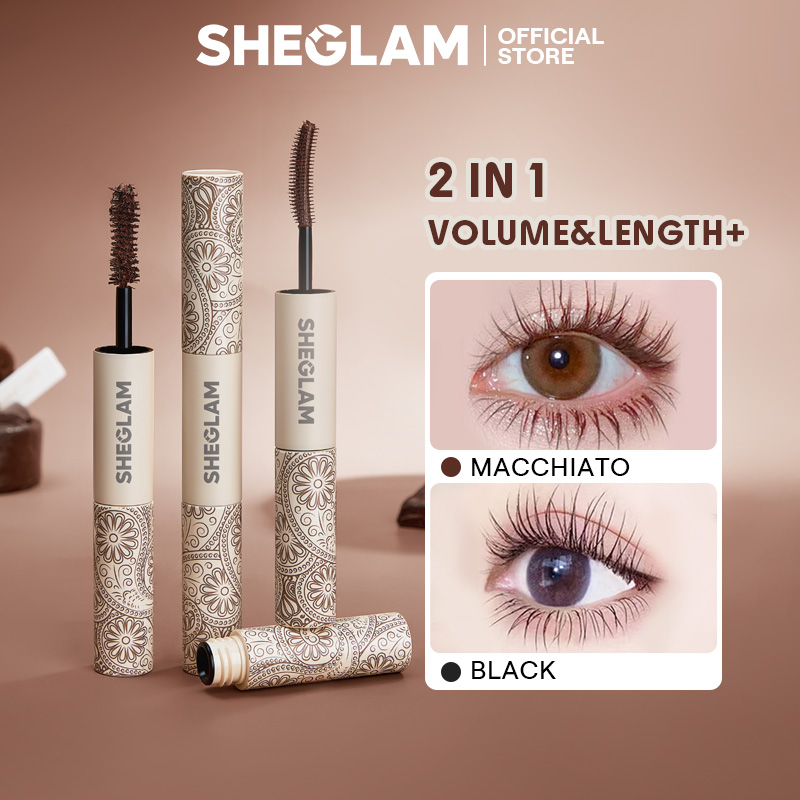 SHEGLAM
OFFICIAL
STORE
2 IN 1
VOLUME&LENGTH+
SHEGLAM
SHEGLAM
SHEGLAM
MACCHIATO
BLACK